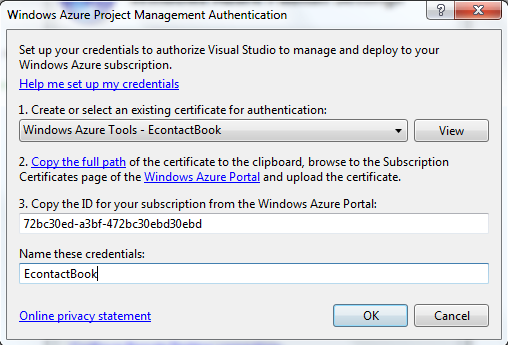 Windows Azure Project Management Authentication
Set up your credentials to authorize Visual Studio to manage and deploy to your
Windows Azure subscription.
Help me set up my credentials
1. Create or select an existing certificate for authentication:
Windows Azure Tools - EcontactBook
View
2. Copy the full path of the certificate to the clipboard, browse to the Subscription
Certificates page of the Windows Azure Portal and upload the certificate.
3. Copy the ID for your subscription from the Windows Azure Portal:
72bc30ed-a3bf-472bc30ebd30ebd
Name these credentials:
EcontactBook
Online privacy statement
OK
Cancel